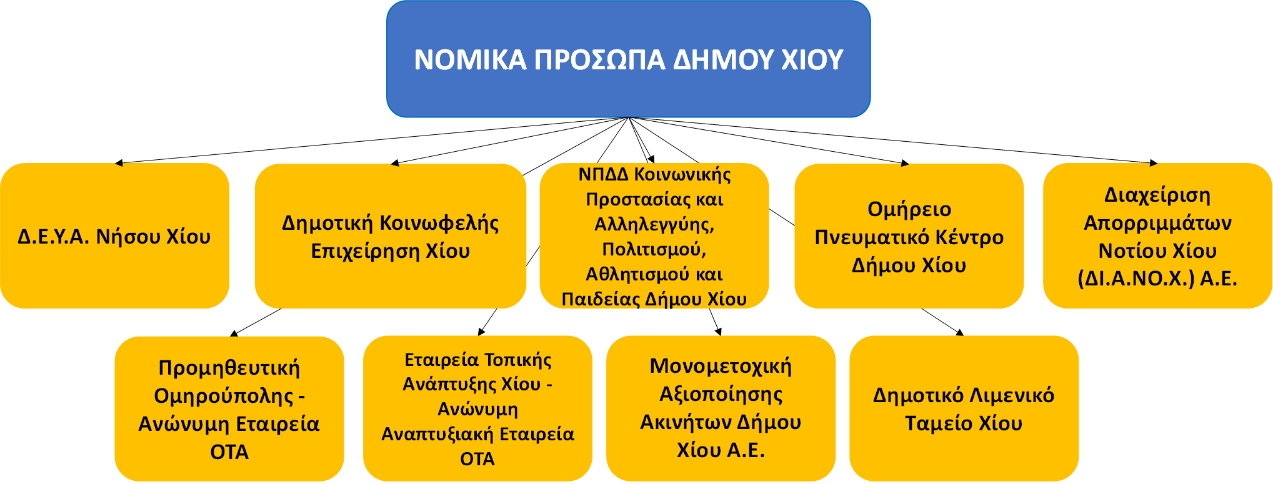 ΝΟΜΙΚΑ ΠΡΟΣΩΠΑ ΔΗΜΟΥ ΧΙΟΥ
Δ.Ε.Υ.Α. Νήσου Χίου
Δημοτική Κοινωφελής
Επιχείρηση Χίου
ΝΠΔΔ Κοινωνικής
Προστασίας και
Αλληλεγγύης,
Πολιτισμού,
Αθλητισμού και
Παιδείας Δήμου Χίου
Ομήρειο
Πνευματικό Κέντρο
Δήμου Χίου
Διαχείριση
Απορριμμάτων
Νοτίου Χίου
(ΔΙ.Α.ΝΟ.Χ.) Α.Ε.
Προμηθευτική
Ομηρούπολης -
Ανώνυμη Εταιρεία
ΟΤΑ
Εταιρεία Τοπικής
Ανάπτυξης Χίου -
Ανώνυμη
Αναπτυξιακή Εταιρεία
ΟΤΑ
Μονομετοχική
Αξιοποίησης
Ακινήτων Δήμου
Χίου Α.Ε.
Δημοτικό Λιμενικό
Ταμείο Χίου